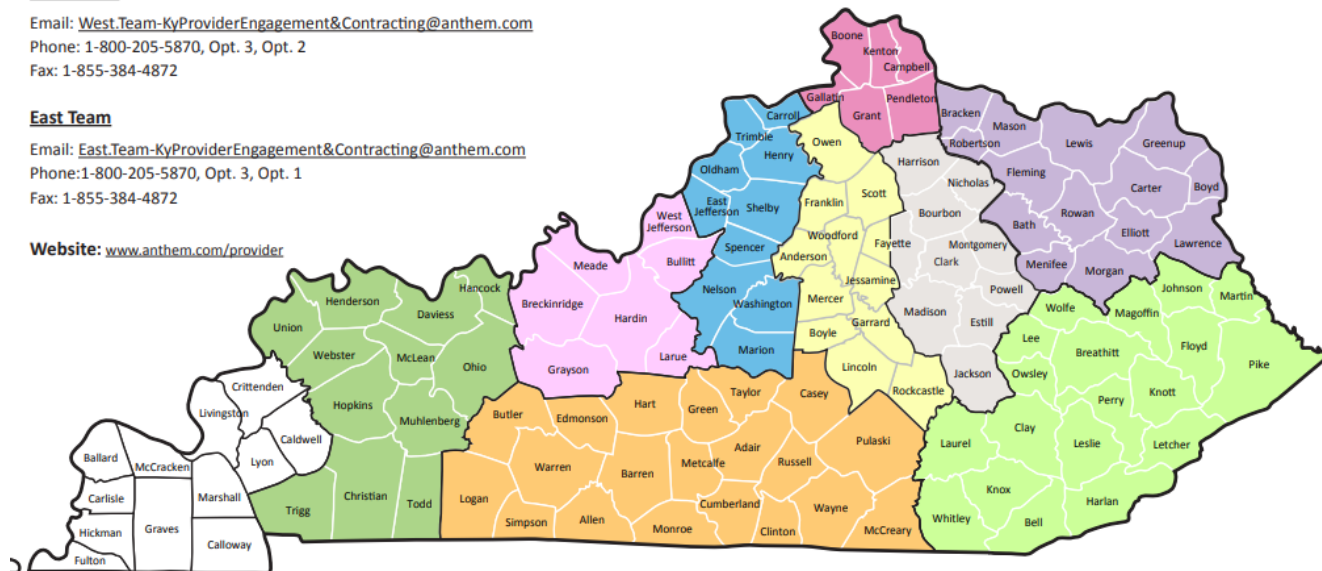 Email: West.Team-KyProviderEngagement&Contracting@anthem.com
Phone: 1-800-205-5870, Opt. 3, Opt. 2
Fax: 1-855-384-4872
East Team
Email: East.Team-KyProviderEngagement&Contracting@anthem.com
Phone:1-800-205-5870, Opt. 3, Opt. 1
Fax: 1-855-384-4872
Website: www.anthem.com/provider
Boone
Kenton
Campbell
Gallatin
Pendleton
Grant
Carroll
Trimble
Henry
Oldham
East
Jefferson
Shelby
Spencer
Nelson
Washington
Marion
Owen
Scott
Franklin
Woodford
Fayette
Anderson
Jessamine
Mercer
Garrard
Boyle
Lincoln
Rockcastle
Harrison
Nicholas
Bourbon
Montgomery
Clark
Powell
Madison
Estill
Jackson
Bracken
Mason
Robertson
Lewis
Greenup
Fleming
Carter
Boyd
Rowan
Bath
Elliott
Lawrence
Menifee
Morgan
Johnson
Martin
Wolfe
Magoffin
Lee
Floyd
Breathitt
Pike
Owsley
Knott
Perry
Clay
Laurel
Leslie
Letcher
Knox
Harlan
Whitley
Bell
West
Jefferson
Meade
Bullitt
Breckinridge
Hardin
Larue
Grayson
Hancock
Henderson
Daviess
Union
Webster
McLean
Ohio
Hopkins
Muhlenberg
Christian
Todd
Trigg
Butler
Edmonson
Hart
Green
Taylor
Casey
Pulaski
Adair
Warren
Barren
Metcalfe
Russell
Logan
Cumberland
Wayne
Simpson
Allen
Monroe
Clinton
McCreary
Crittenden
Livingston
Caldwell
Lyon
Ballard
McCracken
Carlisle
Marshall
Hickman
Graves
Calloway
Fulton